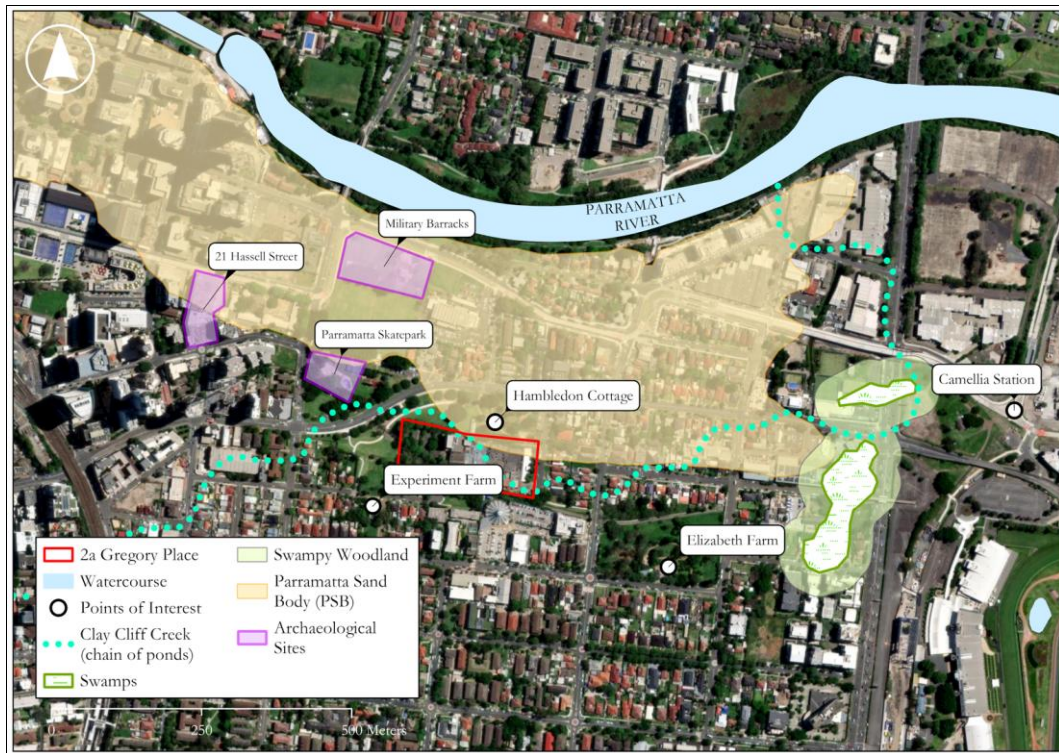 PARRAMATTA
RIVER
Military Barracks
21 Hassell Street
Parramatta Skatepark
Camellia Station
Hambledon Cottage
Experiment Farm
Elizabeth Farm
2a Gregory Place
Watercourse
Points of Interest
Clay Cliff Creek
(chain of ponds)
Swamps
Swampy Woodland
Parramatta Sand
Body (PSB)
Archaeological
Sites
0 250 500 Meters